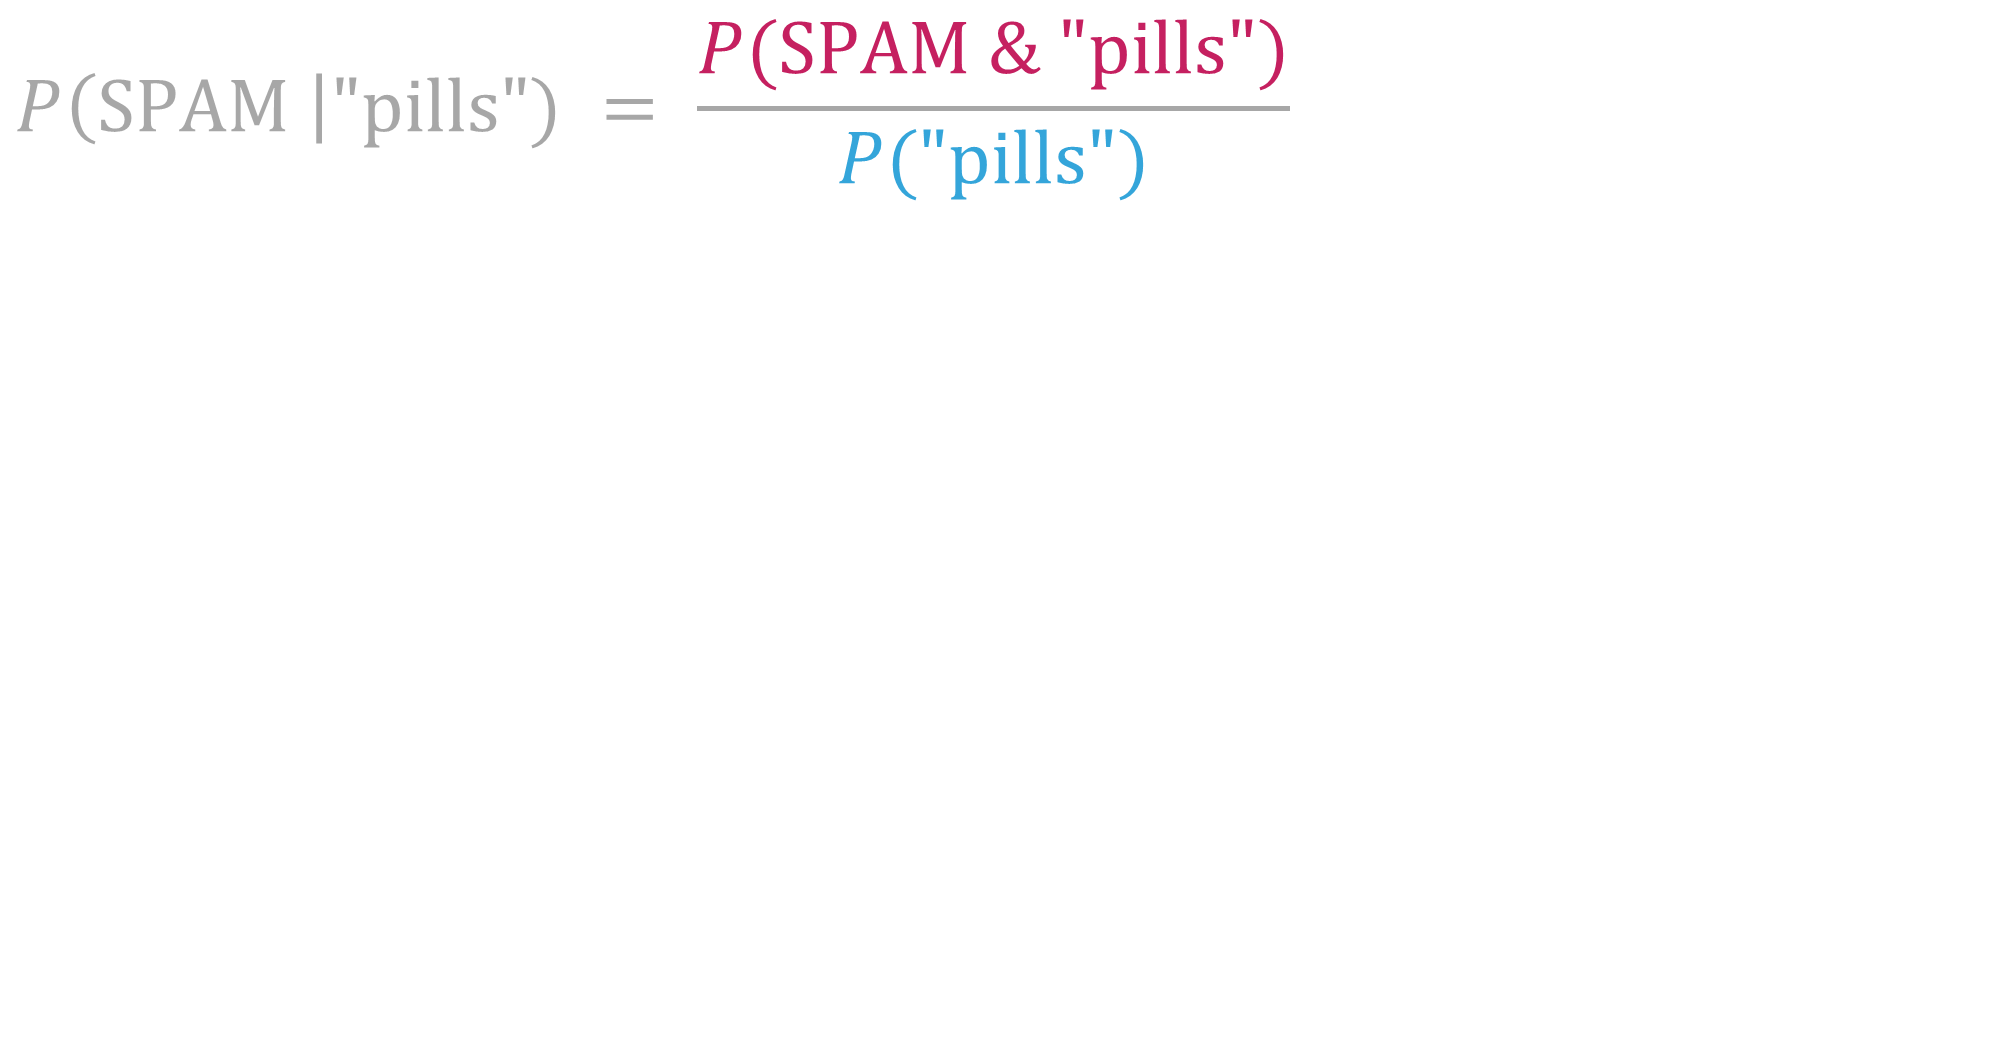 P(SPAM & "pills")
P(SPAM |"pills") =
P("pills")